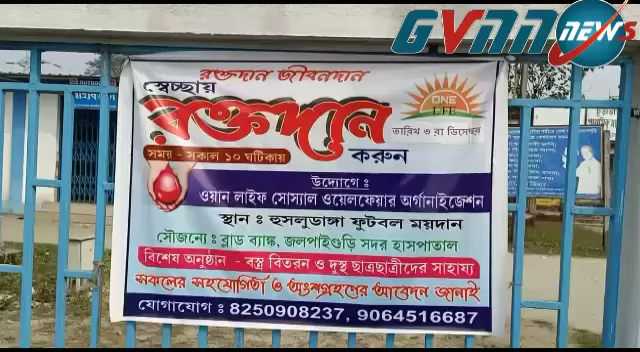 GVNN NEWS
OUTDOOR
রক্তদান জীবনদান
স্বেচ্ছায়
রক্তদান
করুন
ONE
LIFE
তারিখ ৩ রা ডিসেম্বর
সময় - সকাল ১০ ঘটিকায়
উদ্যোগে :
ওয়ান লাইফ সোস্যাল ওয়েলফেয়ার অর্গানাইজেশন
স্থান : হুসলুডাঙ্গা ফুটবল ময়দান
সৌজন্যে : ব্লাড ব্যাঙ্ক, জলপাইগুড়ি সদর হাসপাতাল
বিশেষ অনুষ্ঠান - বস্ত্র বিতরন ও দুস্থ ছাত্রছাত্রীদের সাহায্য
সকলের সহযোগিতা ও অংশগ্রহণের আবেদন জানাই
যোগাযোগ : 8250908237, 9064516687